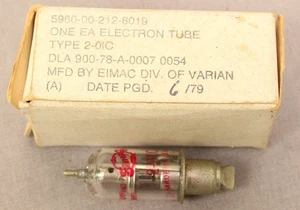 5960-00-212-6019
ONE EA ELECTRON TUBE
TYPE 2-01C
DLA 900-78-A-0007 0054
MFD BY EIMAC DIV. OF VARIAN
(A) DATE PGD. 6/79